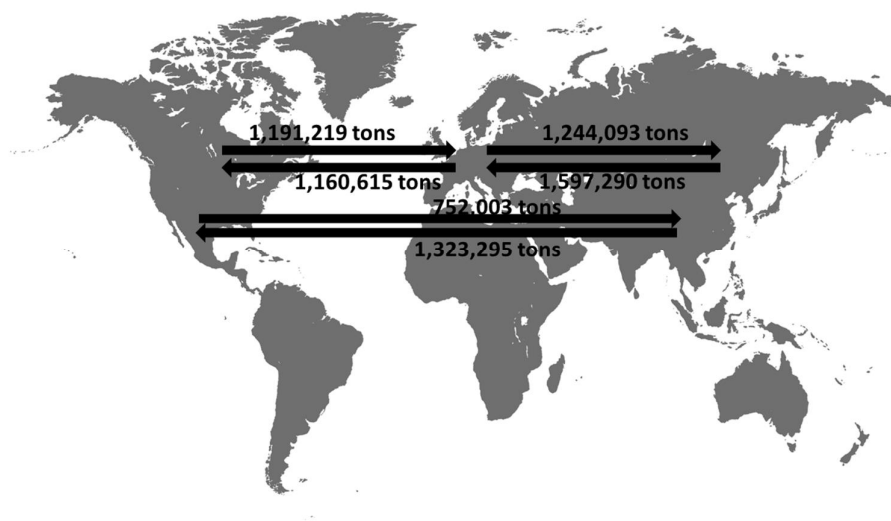 1,191,219 tons
1,244,093 tons
1,160,615 tons
1,597,290 tons
752.003 tons
1,323,295 tons